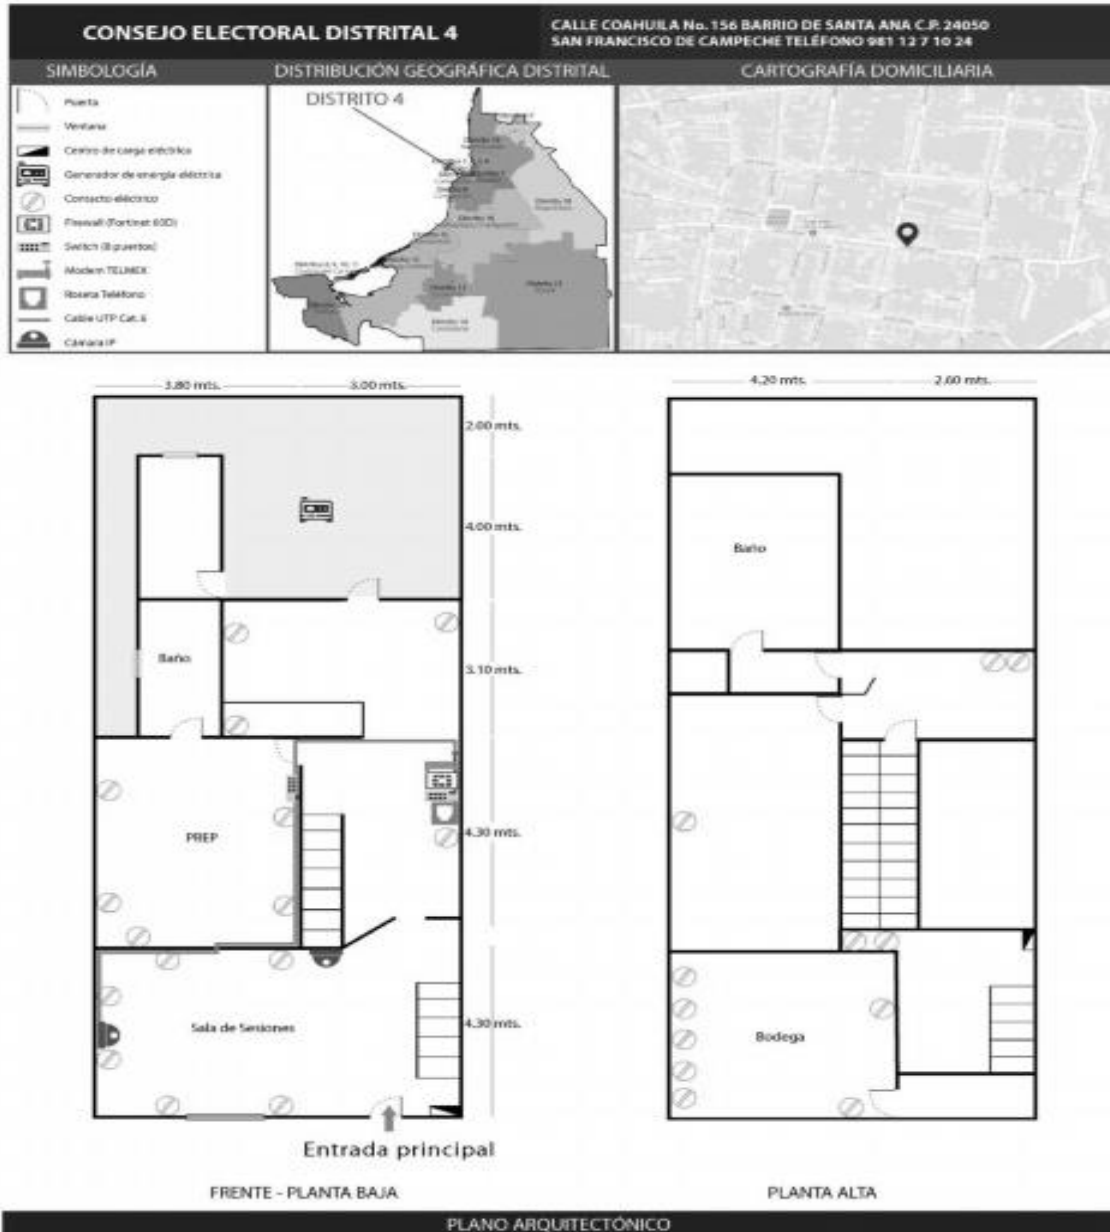 CONSEJO ELECTORAL DISTRITAL 4
CALLE COAHUILA No. 156 BARRIO DE SANTA ANA C.P. 24050
SAN FRANCISCO DE CAMPECHE TELÉFONO 981 12 7 10 24
SIMBOLOGÍA
DISTRIBUCIÓN GEOGRÁFICA DISTRITAL
CARTOGRAFÍA DOMICILIARIA
Puerta
Ventana
Centro de carga eléctrica
Generador de energía eléctrica
Contacto eléctrico
Firewall (Fortinet 60D)
Switch (8 puertos)
Modem TELMEX
Roseta Teléfono
Cable UTP Cat. 6
Cámara IP
DISTRITO 4
3.80 mts.
3.00 mts.
2.00 mts.
4.00 mts.
3.10 mts.
4.30 mts.
4.30 mts.
Baño
PREP
Sala de Sesiones
Entrada principal
FRENTE - PLANTA BAJA
4.20 mts.
2.60 mts.
Baño
Bodega
PLANTA ALTA
PLANO ARQUITECTÓNICO